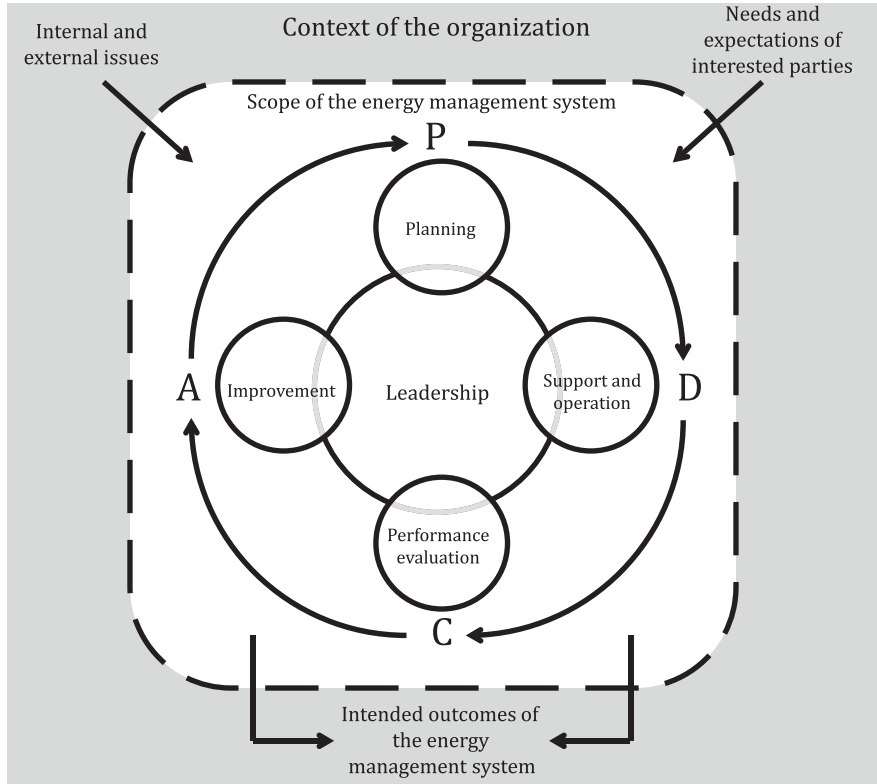 Context of the organization
Internal and
external issues
Needs and
expectations of
interested parties
Scope of the energy management system
P
Planning
A
Improvement
Leadership
Support and
operation
D
Performance
evaluation
C
Intended outcomes of
the energy
management system